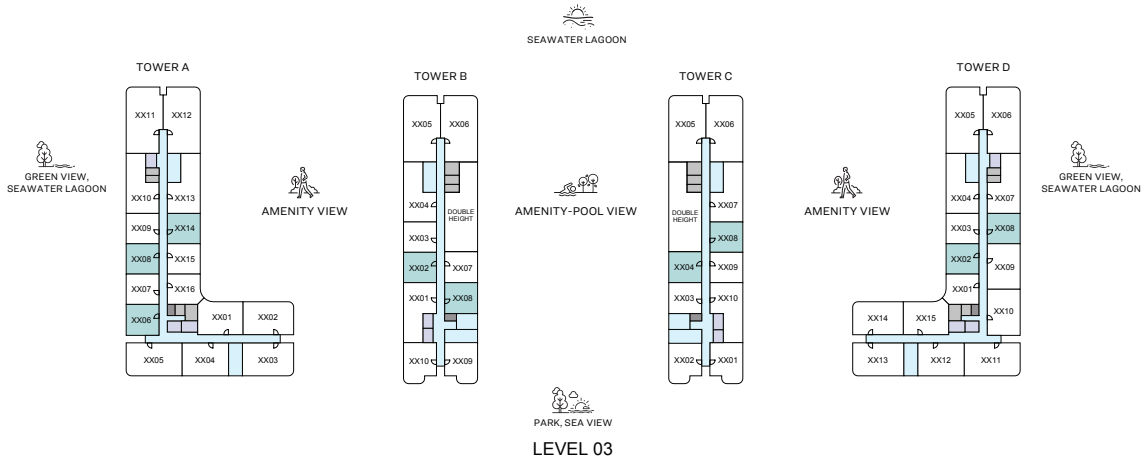 SEAWATER LAGOON
TOWER A
TOWER B
TOWER C
TOWER D
XX11 XX12
XX10 XX13
XX09 XX14
XX08 XX15
XX07 XX16
XX06
XX01 XX02
XX05 XX04 XX03
XX05 XX06
XX04
DOUBLE
HEIGHT
XX03
XX02 XX07
XX01 XX08
XX10 XX09
XX05 XX06
XX07
DOUBLE
HEIGHT
XX08
XX04 XX09
XX03 XX10
XX02 XX01
XX05 XX06
XX04 XX07
XX03 XX08
XX02 XX09
XX01
XX10
XX14 XX15
XX13 XX12 XX11
GREEN VIEW,
SEAWATER LAGOON
AMENITY VIEW
AMENITY-POOL VIEW
AMENITY VIEW
GREEN VIEW,
SEAWATER LAGOON
PARK, SEA VIEW
LEVEL 03